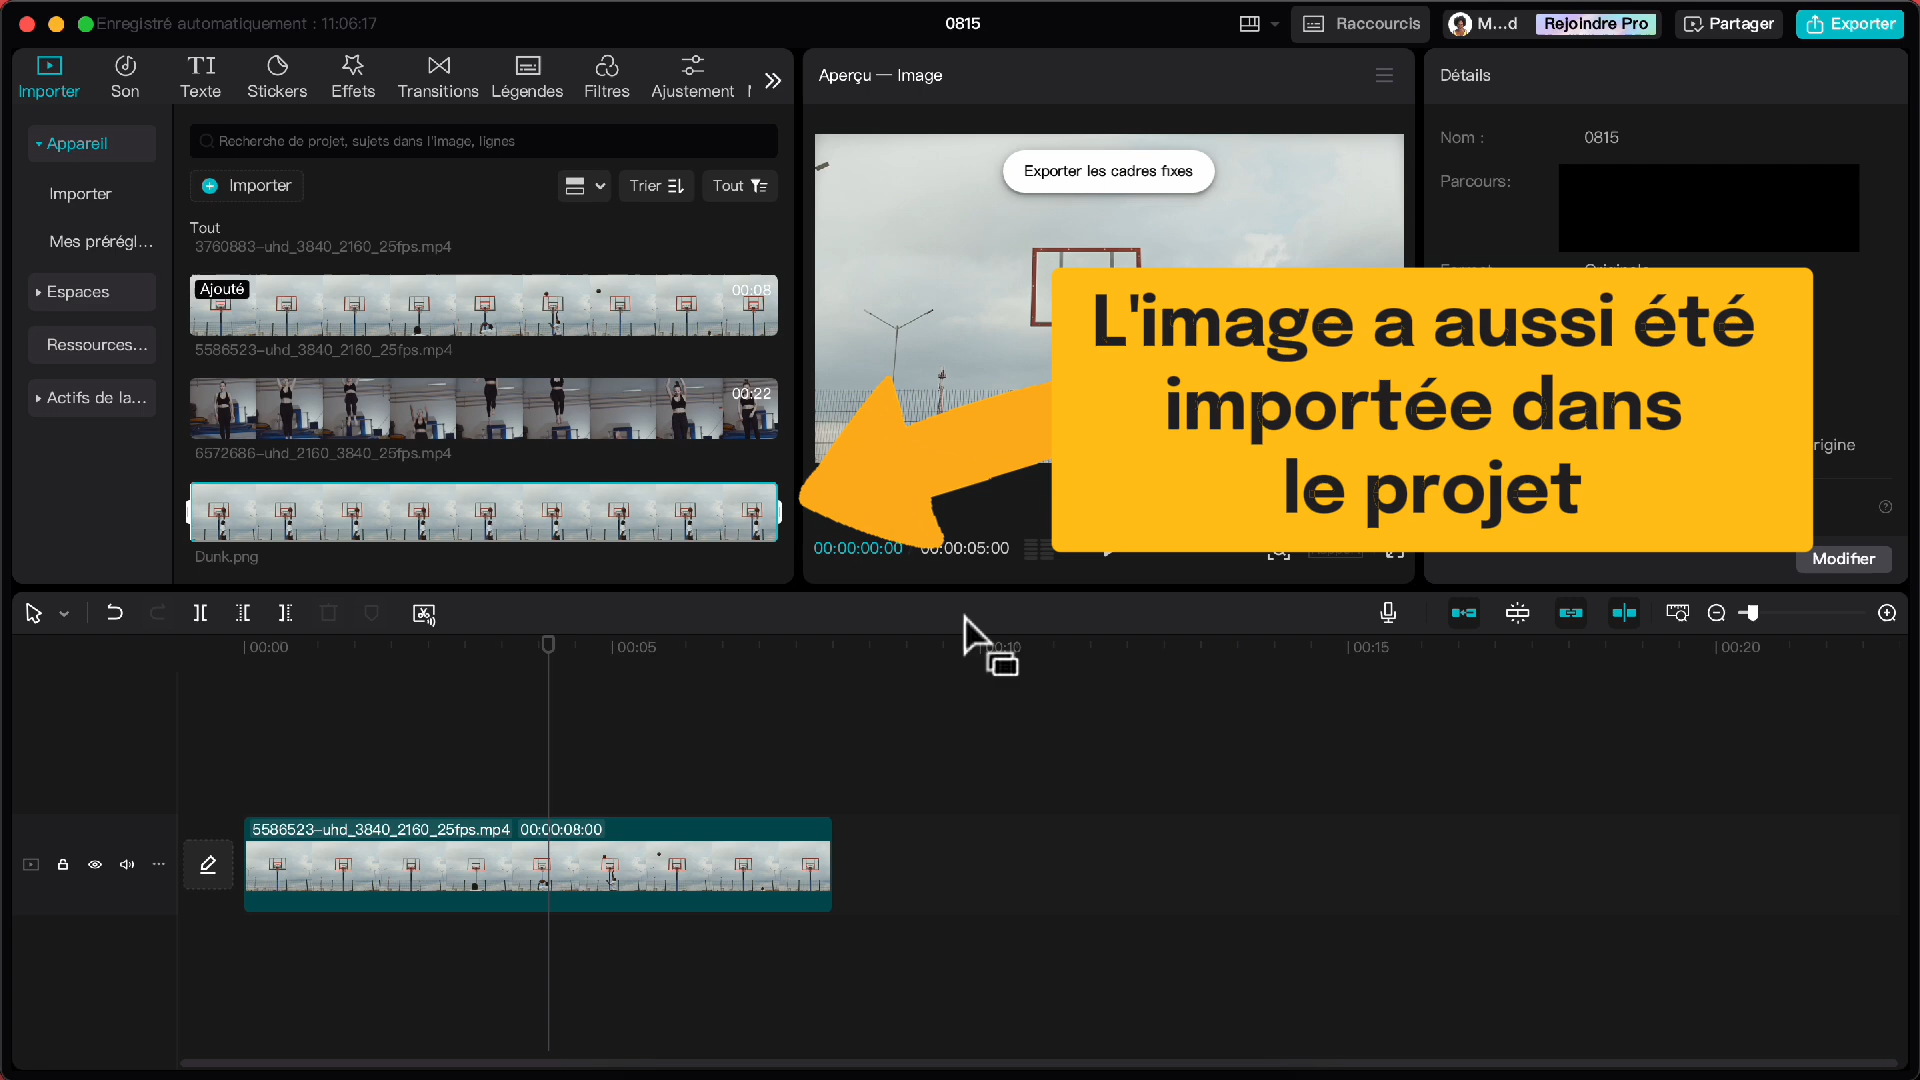 Enregistré automatiquement : 11:06:17
0815
Raccourcis
M...d
Rejoindre Pro
Partager
Exporter
Importer
Son
Texte
Stickers
Effets
Transitions
Légendes
Filtres
Ajustement
Appareil
Importer
Mes prérégl...
Espaces
Ressources...
Actifs de la...
Recherche de projet, sujets dans l'image, lignes
Importer
Trier
Tout
Tout
3760883-uhd_3840_2160_25fps.mp4
Ajouté
00:08
5586523-uhd_3840_2160_25fps.mp4
00:22
6572686-uhd_2160_3840_25fps.mp4
Dunk.png
Aperçu — Image
Exporter les cadres fixes
00:00:00:00
00:00:05:00
Détails
Nom :
0815
Parcours:
L'image a aussi été
importée dans
le projet
rigine
Modifier
00:00
00:05
00:10
00:15
00:20
5586523-uhd_3840_2160_25fps.mp4 00:00:08:00